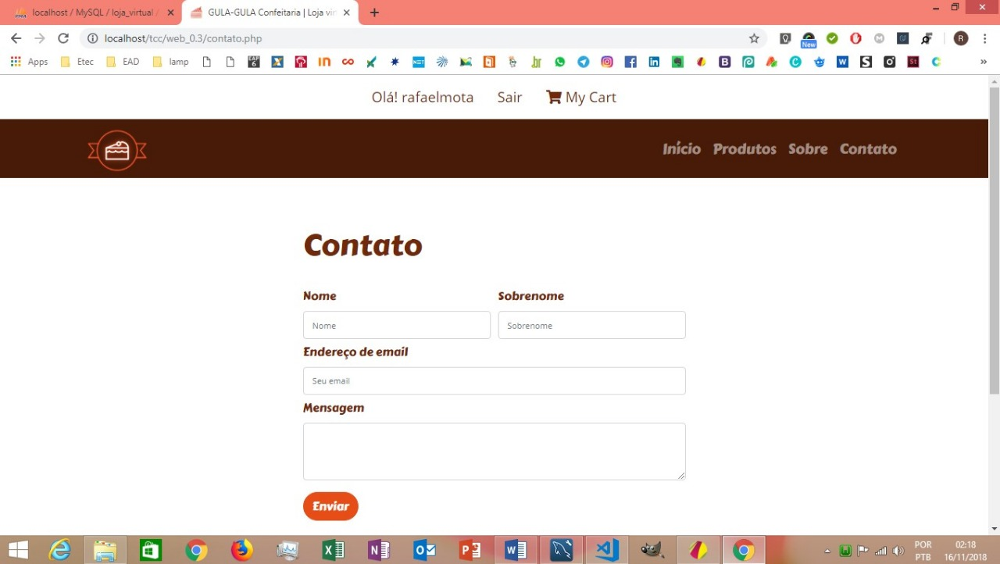 localhost / MySQL / loja_virtual /
GULA-GULA Confeitaria | Loja vir
localhost/tcc/web_0.3/contato.php
New
R
Apps
Etec
EAD
lamp
Olá! rafaelmota
Sair
My Cart
Início
Produtos
Sobre
Contato
Contato
Nome
Sobrenome
Nome
Sobrenome
Endereço de email
Seu email
Mensagem
Enviar
POR
02:18
PTB
16/11/2018